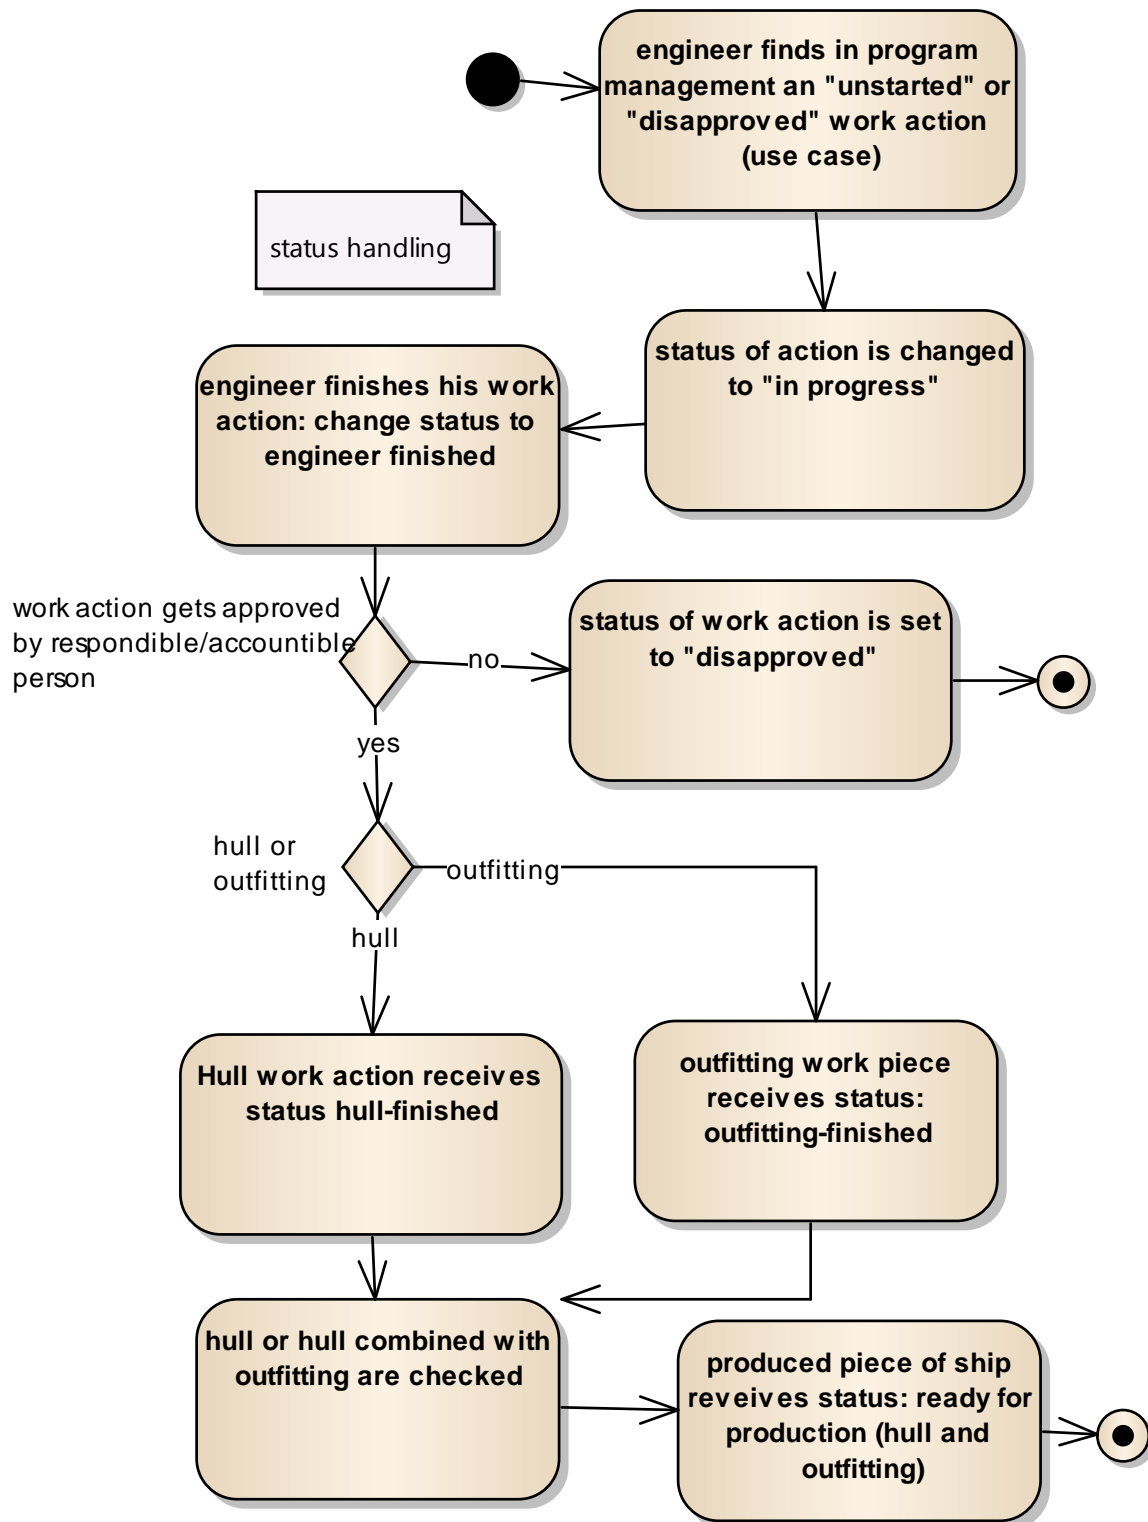 engineer finds in program
management an "unstarted" or
"disapproved" work action
(use case)
status handling
status of action is changed
to "in progress"
engineer finishes his work
action: change status to
engineer finished
work action gets approved
by respondible/accountible
person
no
status of work action is set
to "disapproved"
yes
hull or
outfitting
outfitting
hull
Hull work action receives
status hull-finished
outfitting work piece
receives status:
outfitting-finished
hull or hull combined with
outfitting are checked
produced piece of ship
reveives status: ready for
production (hull and
outfitting)